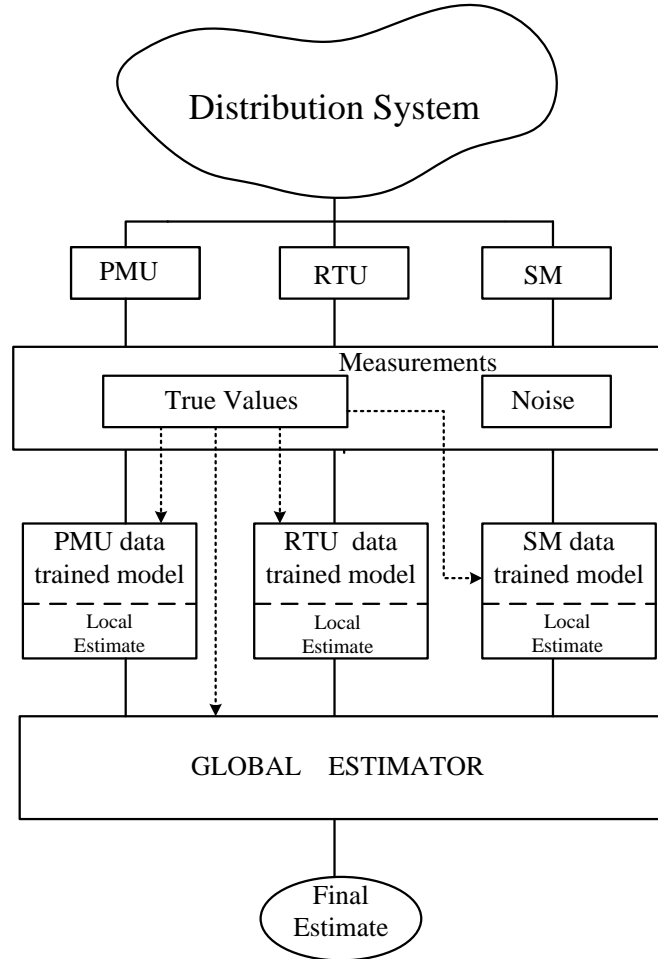 Distribution System
PMU
RTU
SM
Measurements
True Values
Noise
PMU data
trained model
Local
Estimate
RTU data
trained model
Local
Estimate
SM data
trained model
Local
Estimate
GLOBAL ESTIMATOR
Final
Estimate